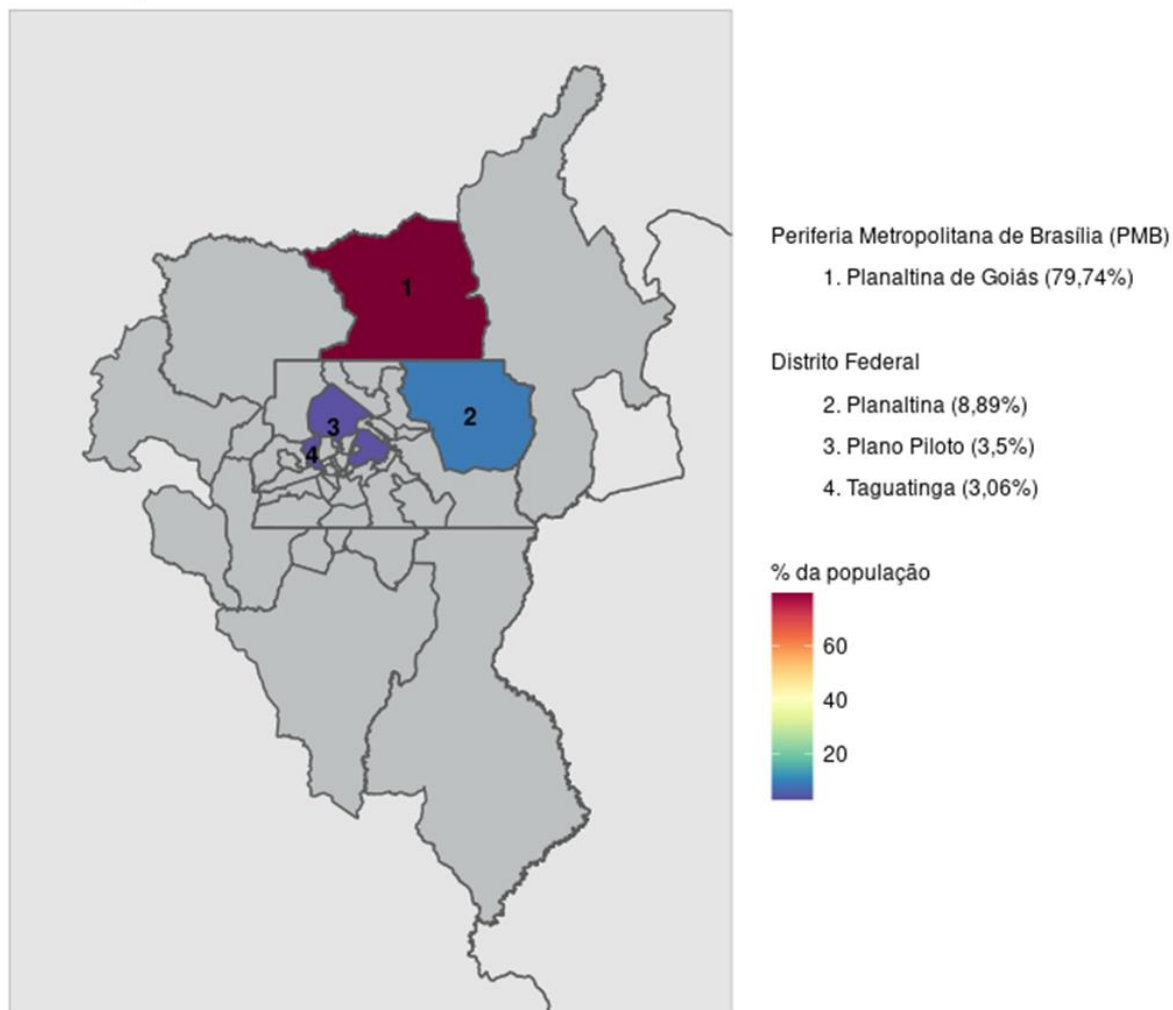 1
2
3
4
Periferia Metropolitana de Brasília (PMB)
1. Planaltina de Goiás (79,74%)
Distrito Federal
2. Planaltina (8,89%)
3. Plano Piloto (3,5%)
4. Taguatinga (3,06%)
% da população
60
40
20